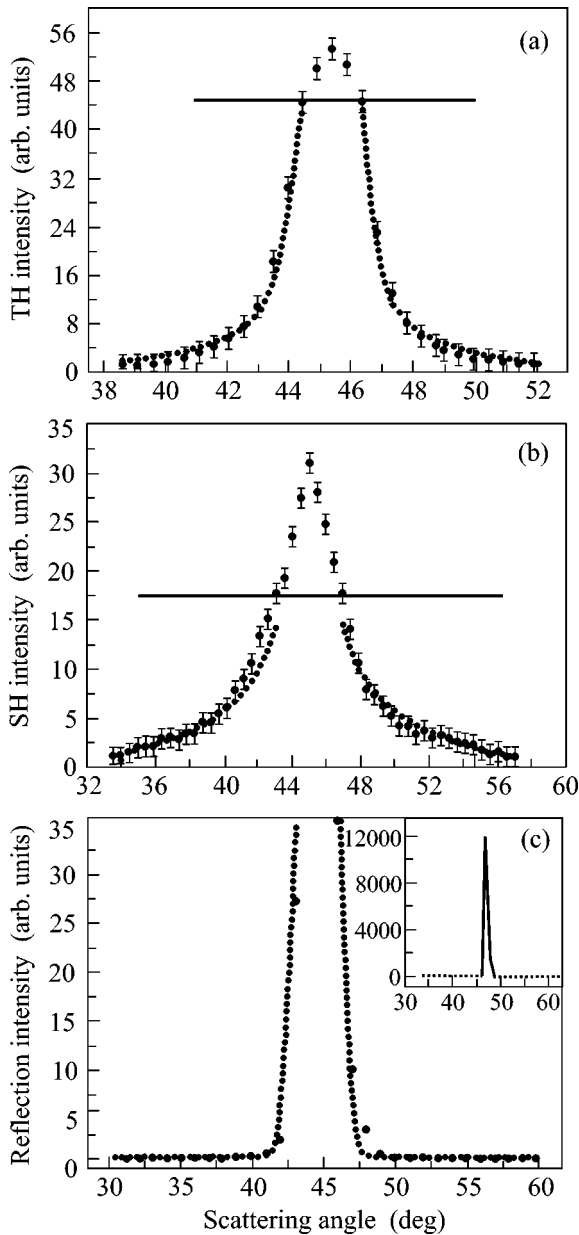 (a)
TH intensity (arb. units)
56
48
40
32
24
16
8
0
38 40 42 44 46 48 50 52
(b)
SH intensity (arb. units)
35
30
25
20
15
10
5
0
32 36 40 44 48 52 56 60
(c)
Reflection intensity (arb. units)
35
30
25
20
15
10
5
0
12000
8000
4000
0
30 40 50 60
30 35 40 45 50 55 60
Scattering angle (deg)